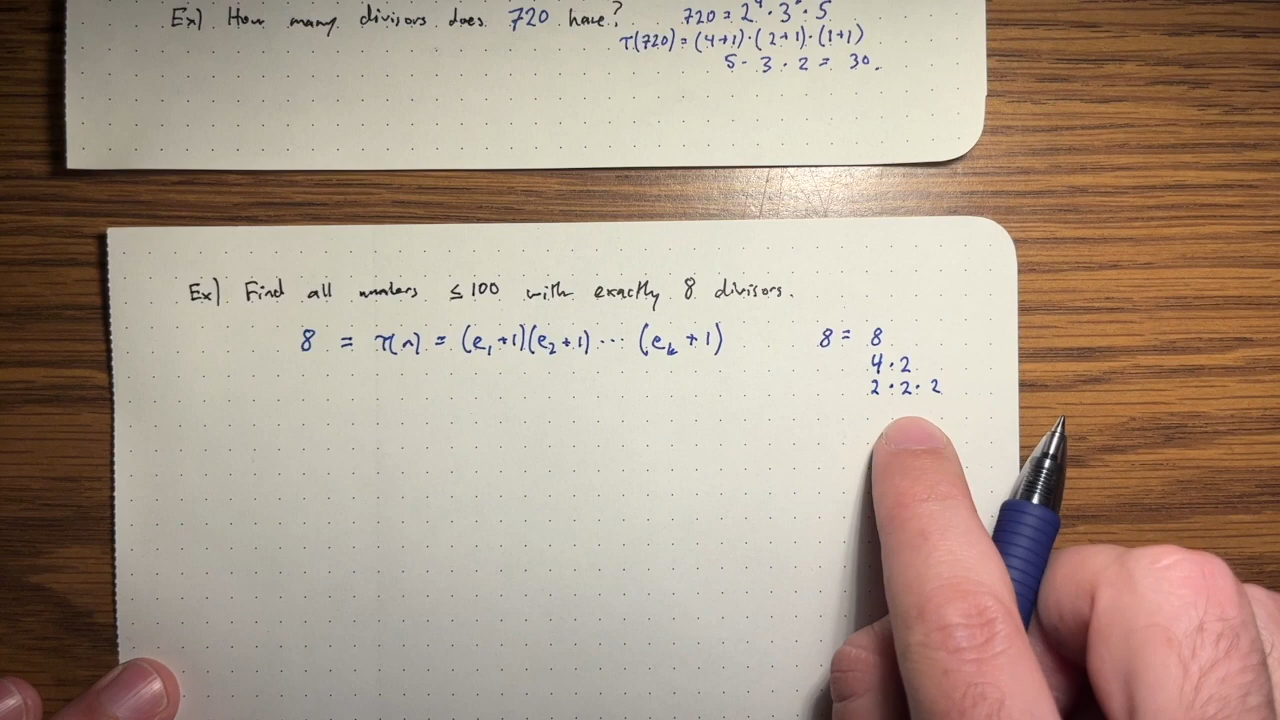 Ex) How many divisors does 720 have? 720 = 2⁴ · 3² · 5
τ(720) = (4+1)·(2+1)·(1+1)
5 · 3 · 2 = 30.
Ex) Find all numbers ≤ 100 with exactly 8 divisors.
8 = τ(n) = (e₁+1)(e₂+1) ··· (eₖ+1) 8 = 8
4 · 2
2 · 2 · 2